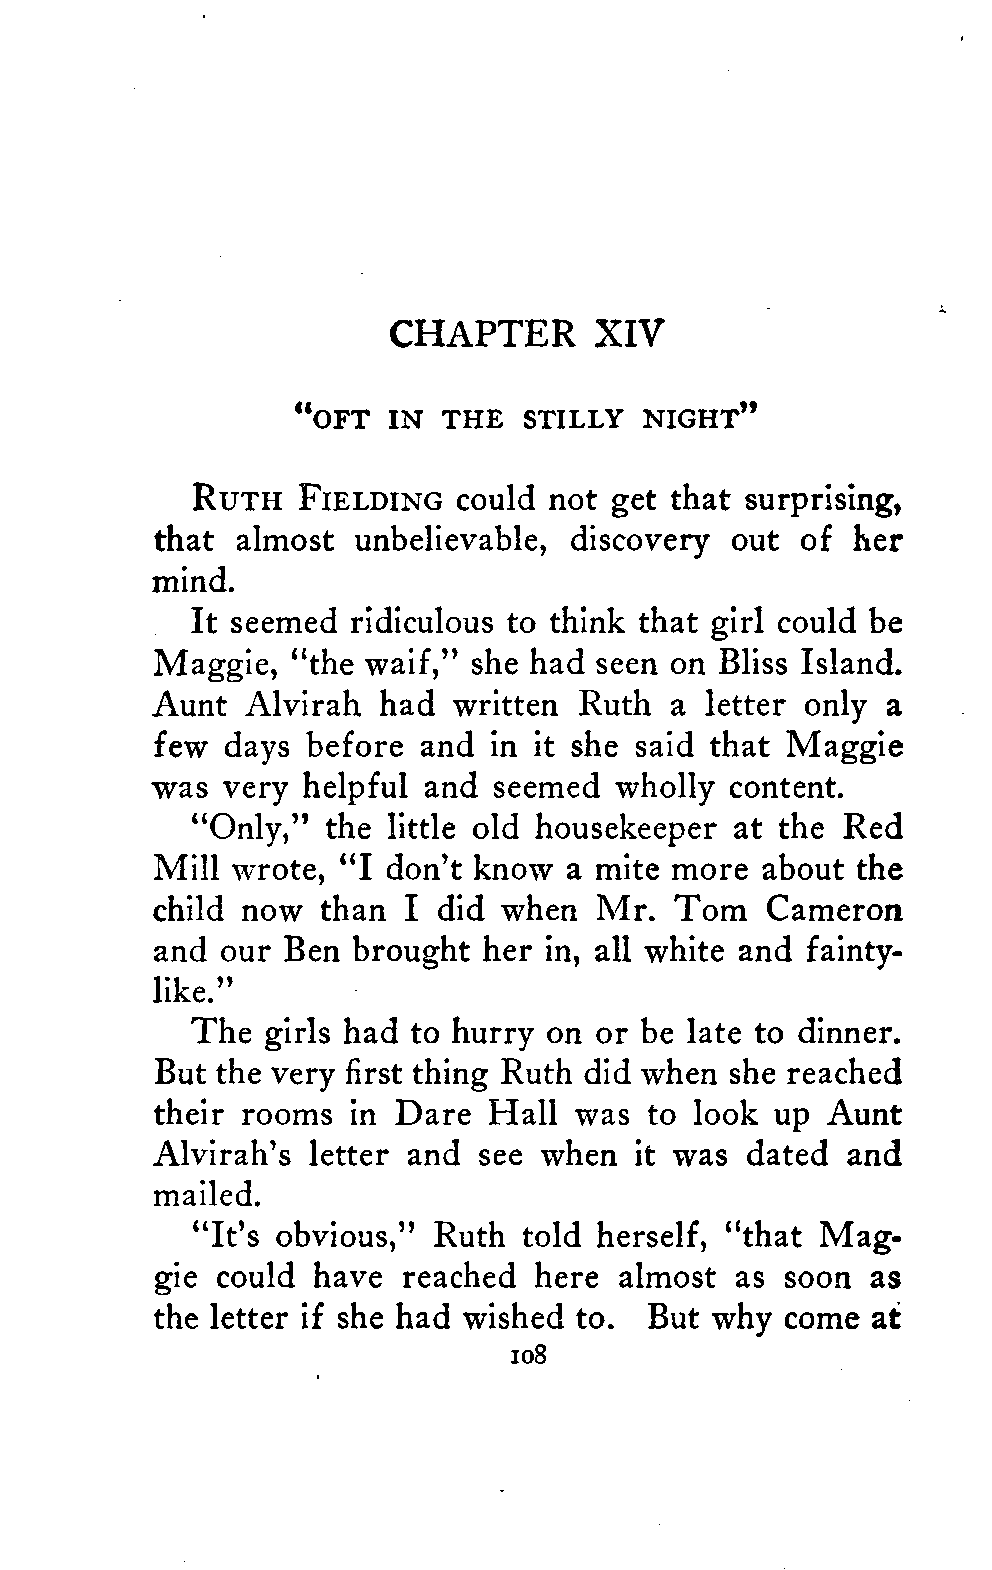 CHAPTER XIV
"OFT IN THE STILLY NIGHT"
RUTH FIELDING could not get that surprising,
that almost unbelievable, discovery out of her
mind.
It seemed ridiculous to think that girl could be
Maggie, "the waif," she had seen on Bliss Island.
Aunt Alvirah had written Ruth a letter only a
few days before and in it she said that Maggie
was very helpful and seemed wholly content.
"Only," the little old housekeeper at the Red
Mill wrote, "I don't know a mite more about the
child now than I did when Mr. Tom Cameron
and our Ben brought her in, all white and fainty-
like."
The girls had to hurry on or be late to dinner.
But the very first thing Ruth did when she reached
their rooms in Dare Hall was to look up Aunt
Alvirah's letter and see when it was dated and
mailed.
"It's obvious," Ruth told herself, "that Mag-
gie could have reached here almost as soon as
the letter if she had wished to. But why come at
108